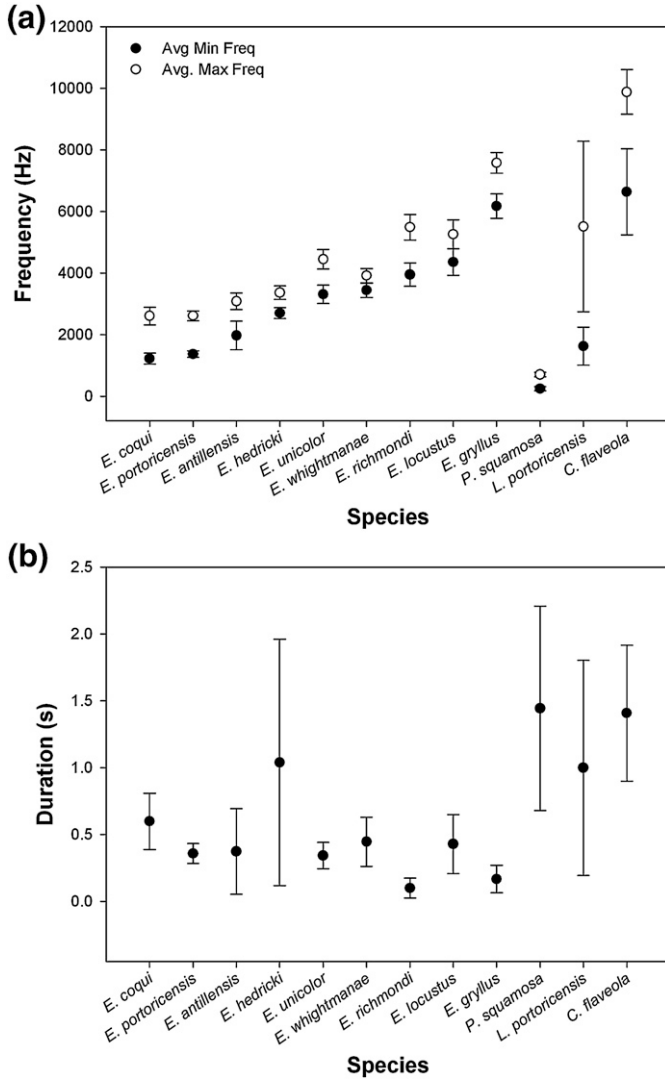 (a)
12000
10000
8000
6000
4000
2000
0
Frequency (Hz)
Avg Min Freq
Avg. Max Freq
E. coqui
E. portoricensis
E. antillensis
E. hedricki
E. unicolor
E. whightmanae
E. richmondi
E. locustus
E. gryllus
P. squamosa
L. portoricensis
C. flaveola
Species
(b)
2.5
2.0
1.5
1.0
0.5
0.0
Duration (s)
E. coqui
E. portoricensis
E. antillensis
E. hedricki
E. unicolor
E. whightmanae
E. richmondi
E. locustus
E. gryllus
P. squamosa
L. portoricensis
C. flaveola
Species